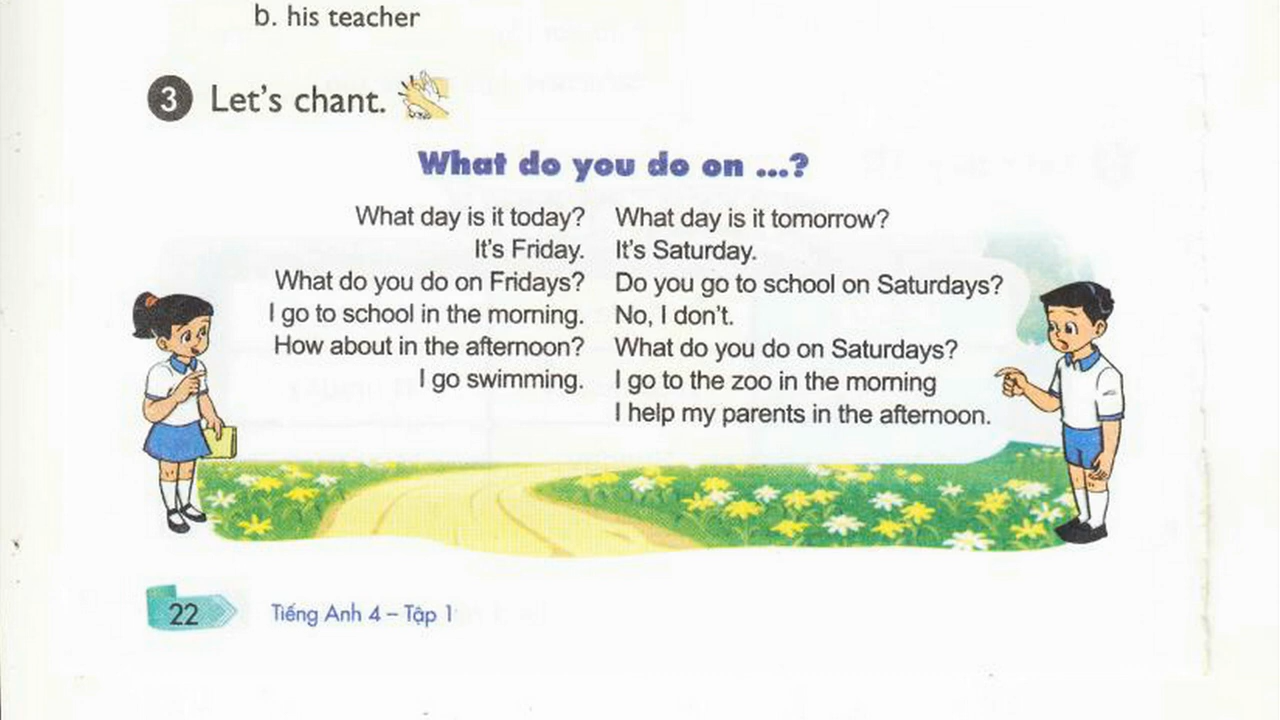 b. his teacher
3 Let's chant.
What do you do on ...?
What day is it today?
It's Friday.
What do you do on Fridays?
I go to school in the morning.
How about in the afternoon?
I go swimming.
What day is it tomorrow?
It's Saturday.
Do you go to school on Saturdays?
No, I don't.
What do you do on Saturdays?
I go to the zoo in the morning
I help my parents in the afternoon.
22 Tiếng Anh 4 – Tập 1